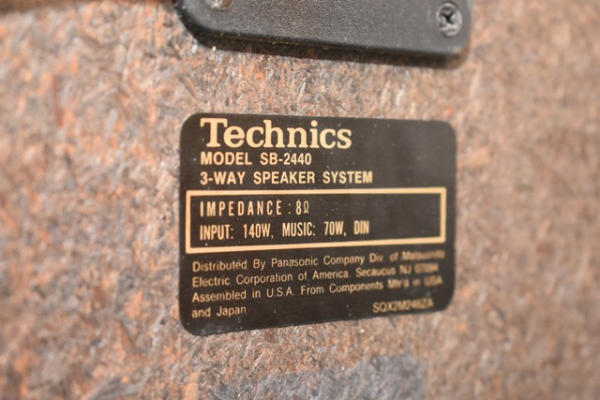 Technics
MODEL SB-2440
3-WAY SPEAKER SYSTEM
IMPEDANCE : 8Ω
INPUT: 140W, MUSIC: 70W, DIN
Distributed By Panasonic Company Div. of Matsushita
Electric Corporation of America. Secaucus NJ 07094
Assembled in U.S.A. From Components Mfr'd in USA
and Japan
SQX2M248ZA